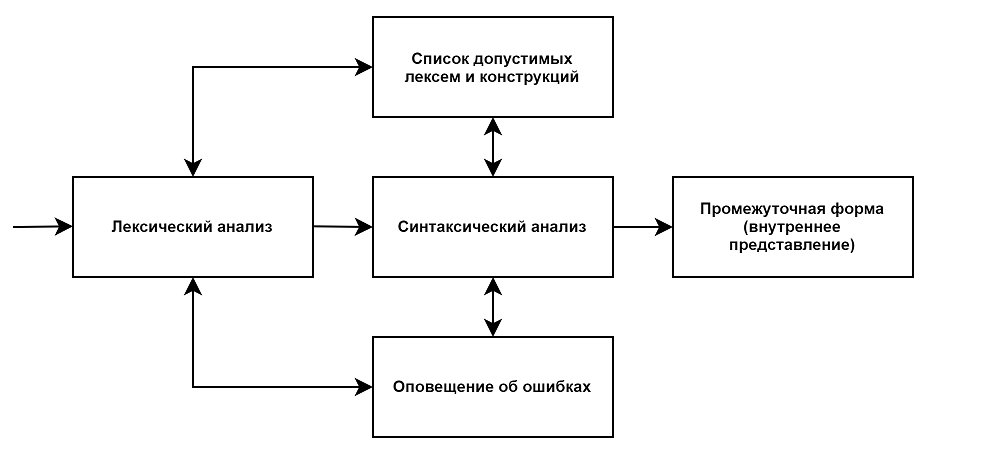 Список допустимых
лексем и конструкций
Лексический анализ
Синтаксический анализ
Промежуточная форма
(внутреннее
представление)
Оповещение об ошибках